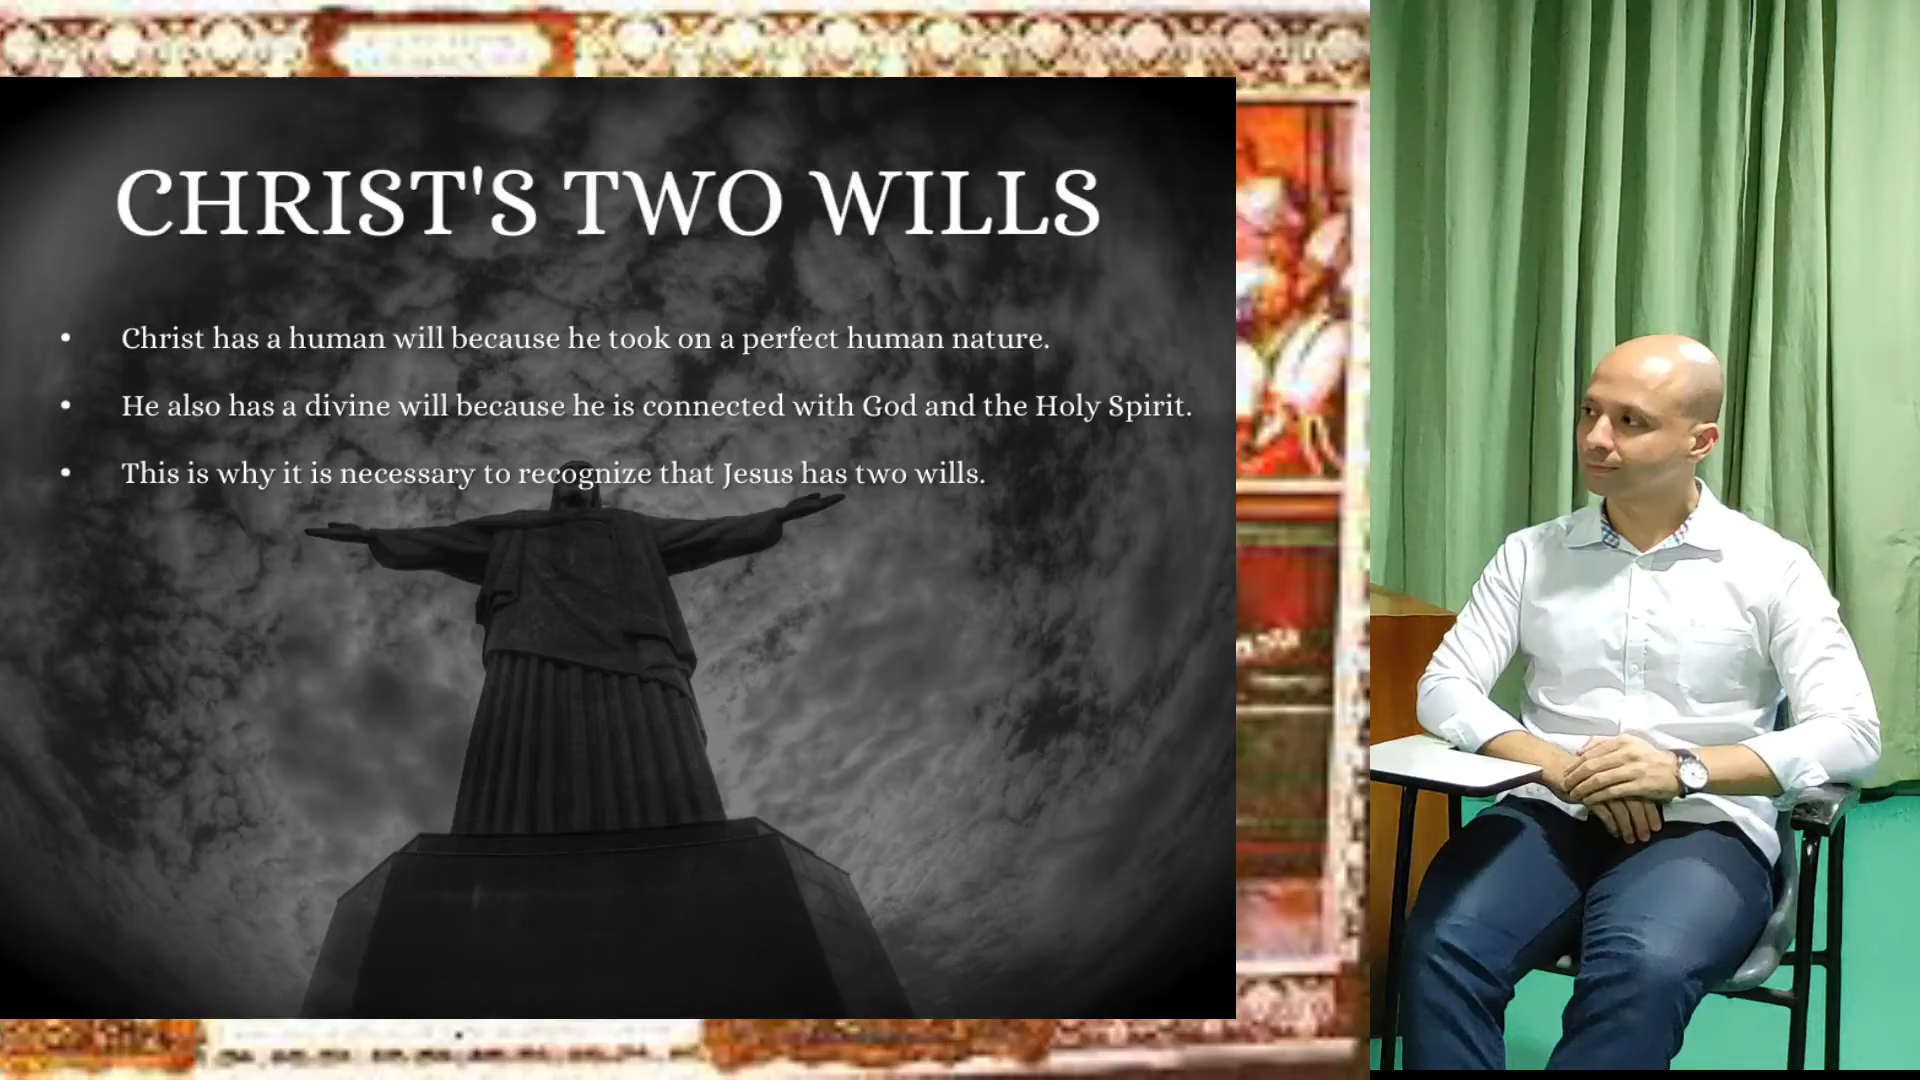 CHRIST'S TWO WILLS
• Christ has a human will because he took on a perfect human nature.
• He also has a divine will because he is connected with God and the Holy Spirit.
• This is why it is necessary to recognize that Jesus has two wills.